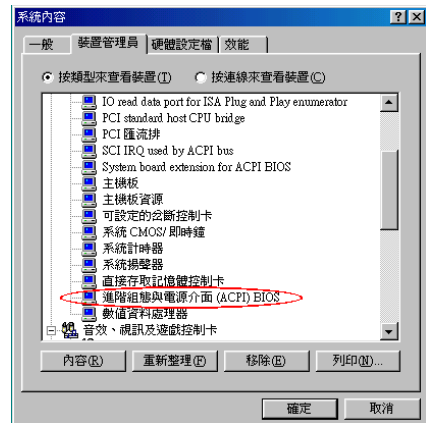 系統內容
一般 裝置管理員 硬體設定檔 效能
按類型來查看裝置(T) 按連線來查看裝置(C)
IO read data port for ISA Plug and Play enumerator
PCI standard host CPU bridge
PCI 匯流排
SCI IRQ used by ACPI bus
System board extension for ACPI BIOS
主機板
主機板資源
可設定的岔斷控制卡
系統 CMOS/ 即時鐘
系統計時器
系統揚聲器
直接存取記憶體控制卡
進階組態與電源介面 (ACPI) BIOS
數值資料處理器
音效、視訊及遊戲控制卡
內容(R) 重新整理(F) 移除(E) 列印(N)...
確定 取消